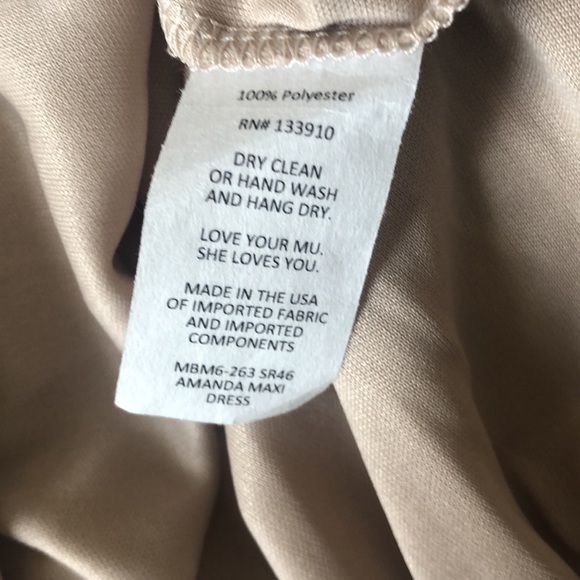 100% Polyester
RN# 133910
DRY CLEAN
OR HAND WASH
AND HANG DRY.
LOVE YOUR MU.
SHE LOVES YOU.
MADE IN THE USA
OF IMPORTED FABRIC
AND IMPORTED
COMPONENTS
MBM6-263 SR46
AMANDA MAXI
DRESS